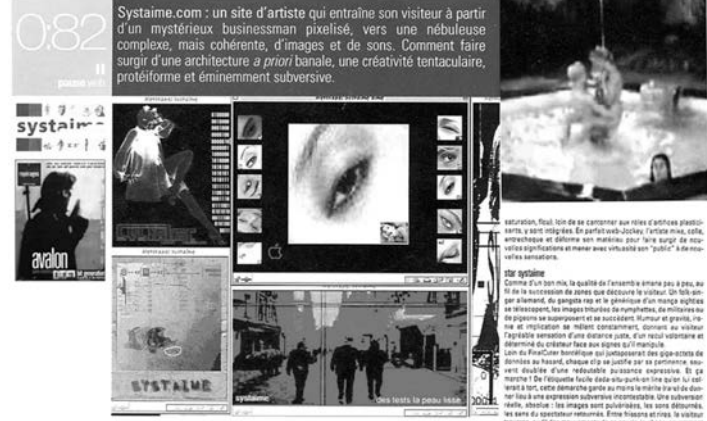 0:82
pause web
Systaime.com : un site d'artiste qui entraîne son visiteur à partir
d'un mystérieux businessman pixelisé, vers une nébuleuse
complexe, mais cohérente, d'images et de sons. Comment faire
surgir d'une architecture a priori banale, une créativité tentaculaire,
protéiforme et éminemment subversive.
systaime
avalon
SYSTAIME
systaime
des tests la peau lisse
saturation, flou), loin de se cantonner aux rôles d'artifices plastici-
sants, y sont intégrées. En parfait web-Jockey, l'artiste mixe, colle,
entrechoque et déforme son matériau pour faire surgir de nou-
velles significations et mener avec virtuosité son "public" à de nou-
velles sensations.
star systaime
Comme d'un bon mix, la qualité de l'ensemble émane peu à peu, au
fil de la succession de zones que découvre le visiteur. Un folk-sin-
ger allemand, du gangsta-rap et le générique d'un manga eighties
se télescopent, les images triturées de nymphettes, de militaires ou
de pigeons se superposent et se succèdent. Humour et gravité, iro-
nie et implication se mêlent constamment, donnant au visiteur
l'agréable sensation d'une distance juste, d'un recul volontaire et
déterminé du créateur face aux signes qu'il manipule.
Loin du FinalCuter boutonneux qui juxtaposerait des giga-octets de
données au hasard, chaque clip se justifie par sa pertinence, sou-
vent doublée d'une redoutable puissance expressive. Et ça
marche ! De l'étiquette facile dada-situ-punk-on line qu'on lui col-
lerait à tort, cette démarche garde au moins le mérite de don-
ner lieu à une expression subversive incontestable. Une subversion
réelle, absolue : les images sont pulvérisées, les sons détournés,
les sens du spectateur retournés. Entre frissons et rires, le visiteur